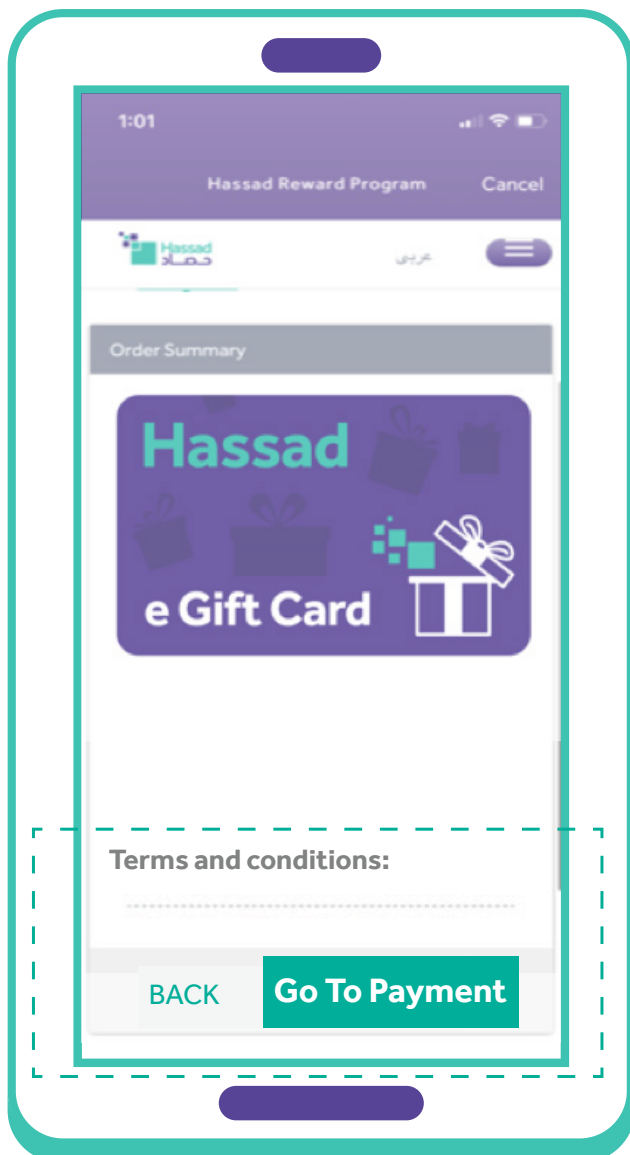 1:01
Hassad Reward Program
Cancel
Hassad
حصاد
عربي
Order Summary
Hassad
e Gift Card
Terms and conditions:
BACK
Go To Payment